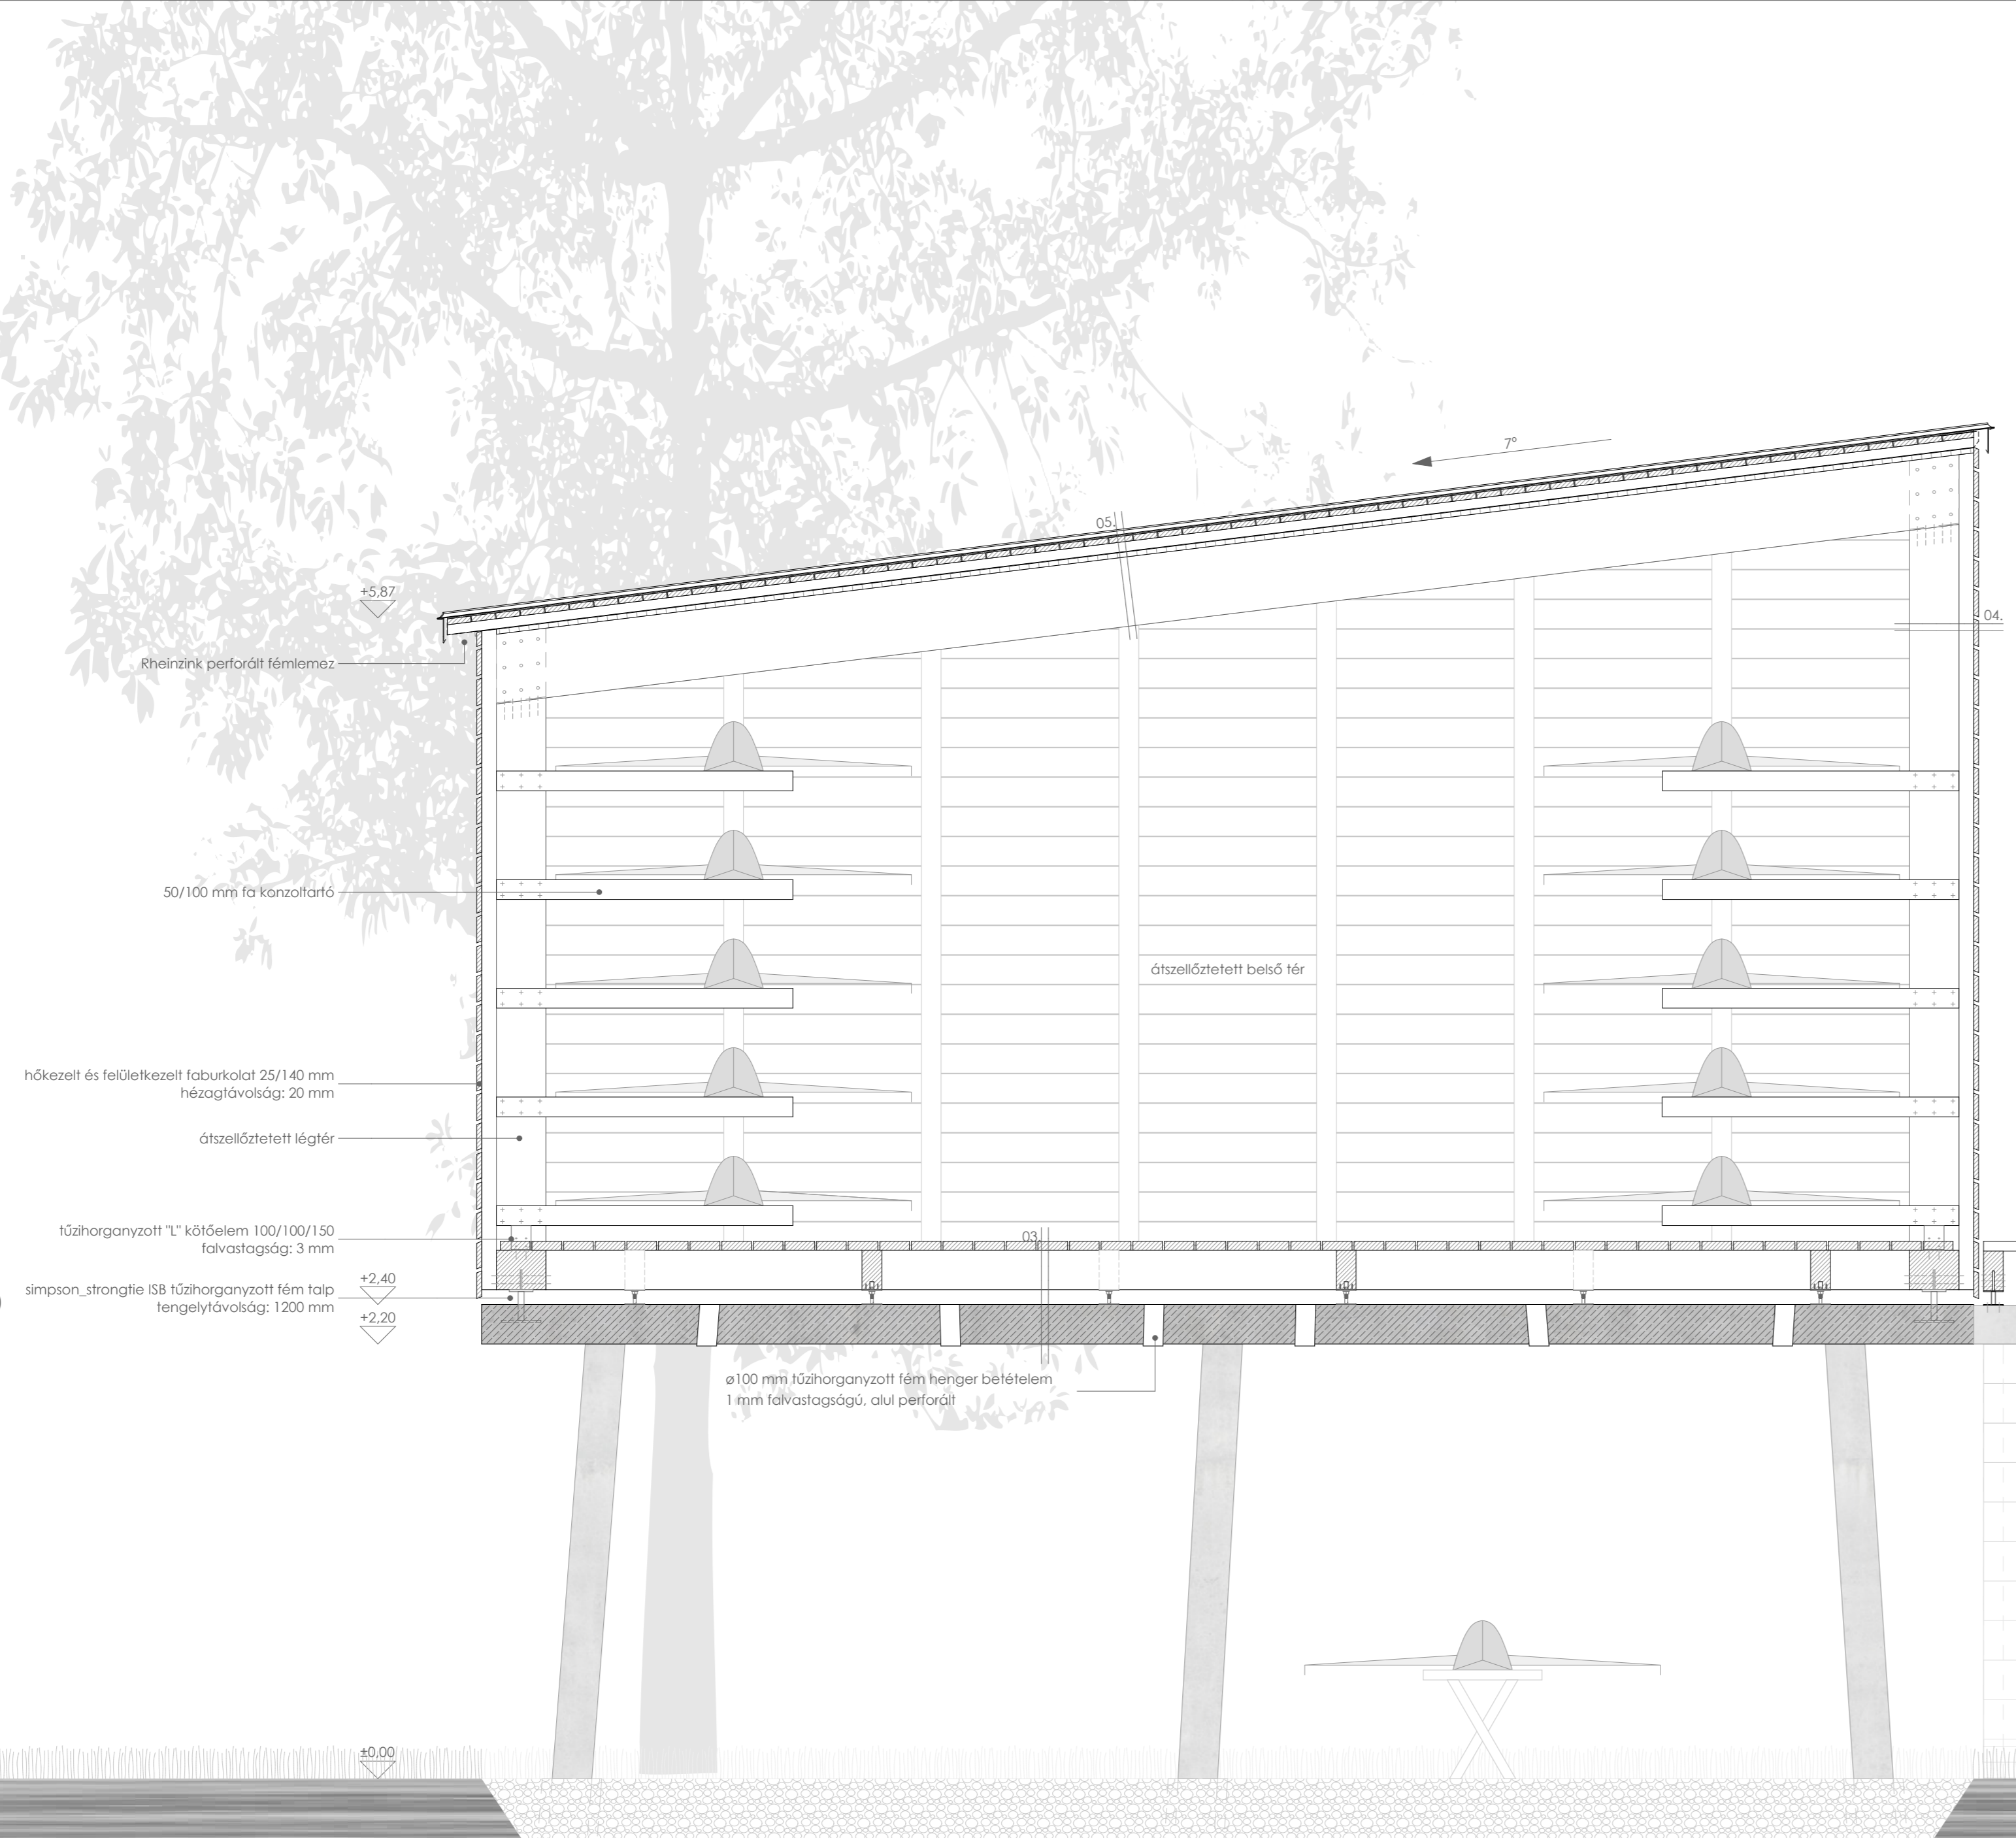 7°
05.
+5,87
04.
Rheinzink perforált fémlemez
50/100 mm fa konzoltartó
átszellőztetett belső tér
hőkezelt és felületkezelt faburkolat 25/140 mm
hézagtávolság: 20 mm
átszellőztetett légtér
tűzihorganyzott "L" kötőelem 100/100/150
falvastagság: 3 mm
03.
+2,40
simpson_strongtie ISB tűzihorganyzott fém talp
tengelytávolság: 1200 mm
+2,20
ø100 mm tűzihorganyzott fém henger betételem
1 mm falvastagságú, alul perforált
±0,00